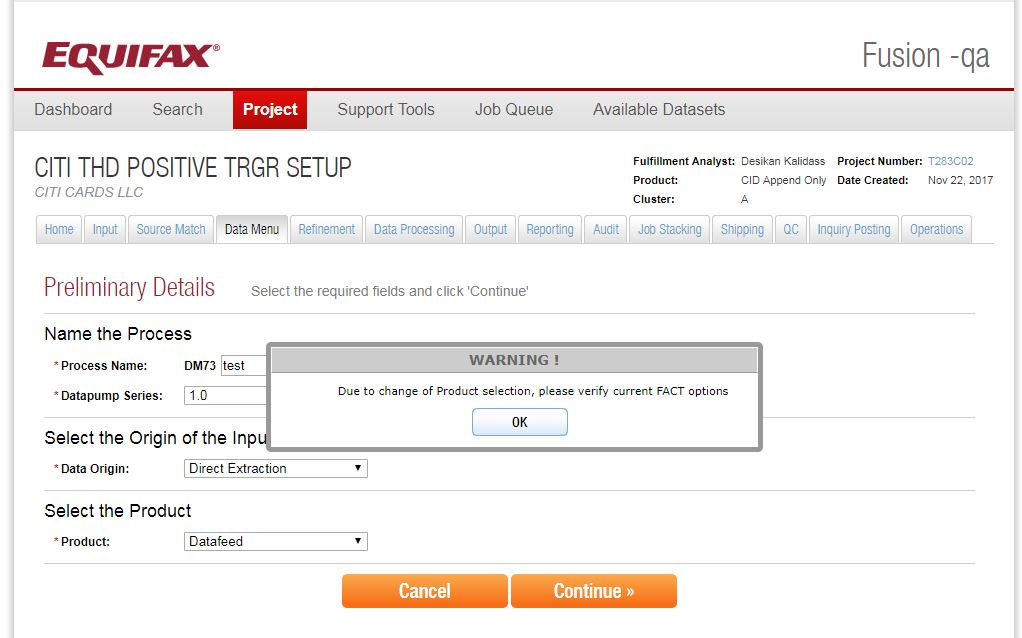 EQUIFAX®
Fusion -qa
Dashboard Search Project Support Tools Job Queue Available Datasets
CITI THD POSITIVE TRGR SETUP
CITI CARDS LLC
Fulfillment Analyst: Desikan Kalidass Project Number: T283C02
Product: CID Append Only Date Created: Nov 22, 2017
Cluster: A
Home Input Source Match Data Menu Refinement Data Processing Output Reporting Audit Job Stacking Shipping QC Inquiry Posting Operations
Preliminary Details Select the required fields and click 'Continue'
Name the Process
* Process Name: DM73 test
* Datapump Series: 1.0
WARNING !
Due to change of Product selection, please verify current FACT options
OK
Select the Origin of the Inpu
* Data Origin: Direct Extraction
Select the Product
* Product: Datafeed
Cancel Continue »